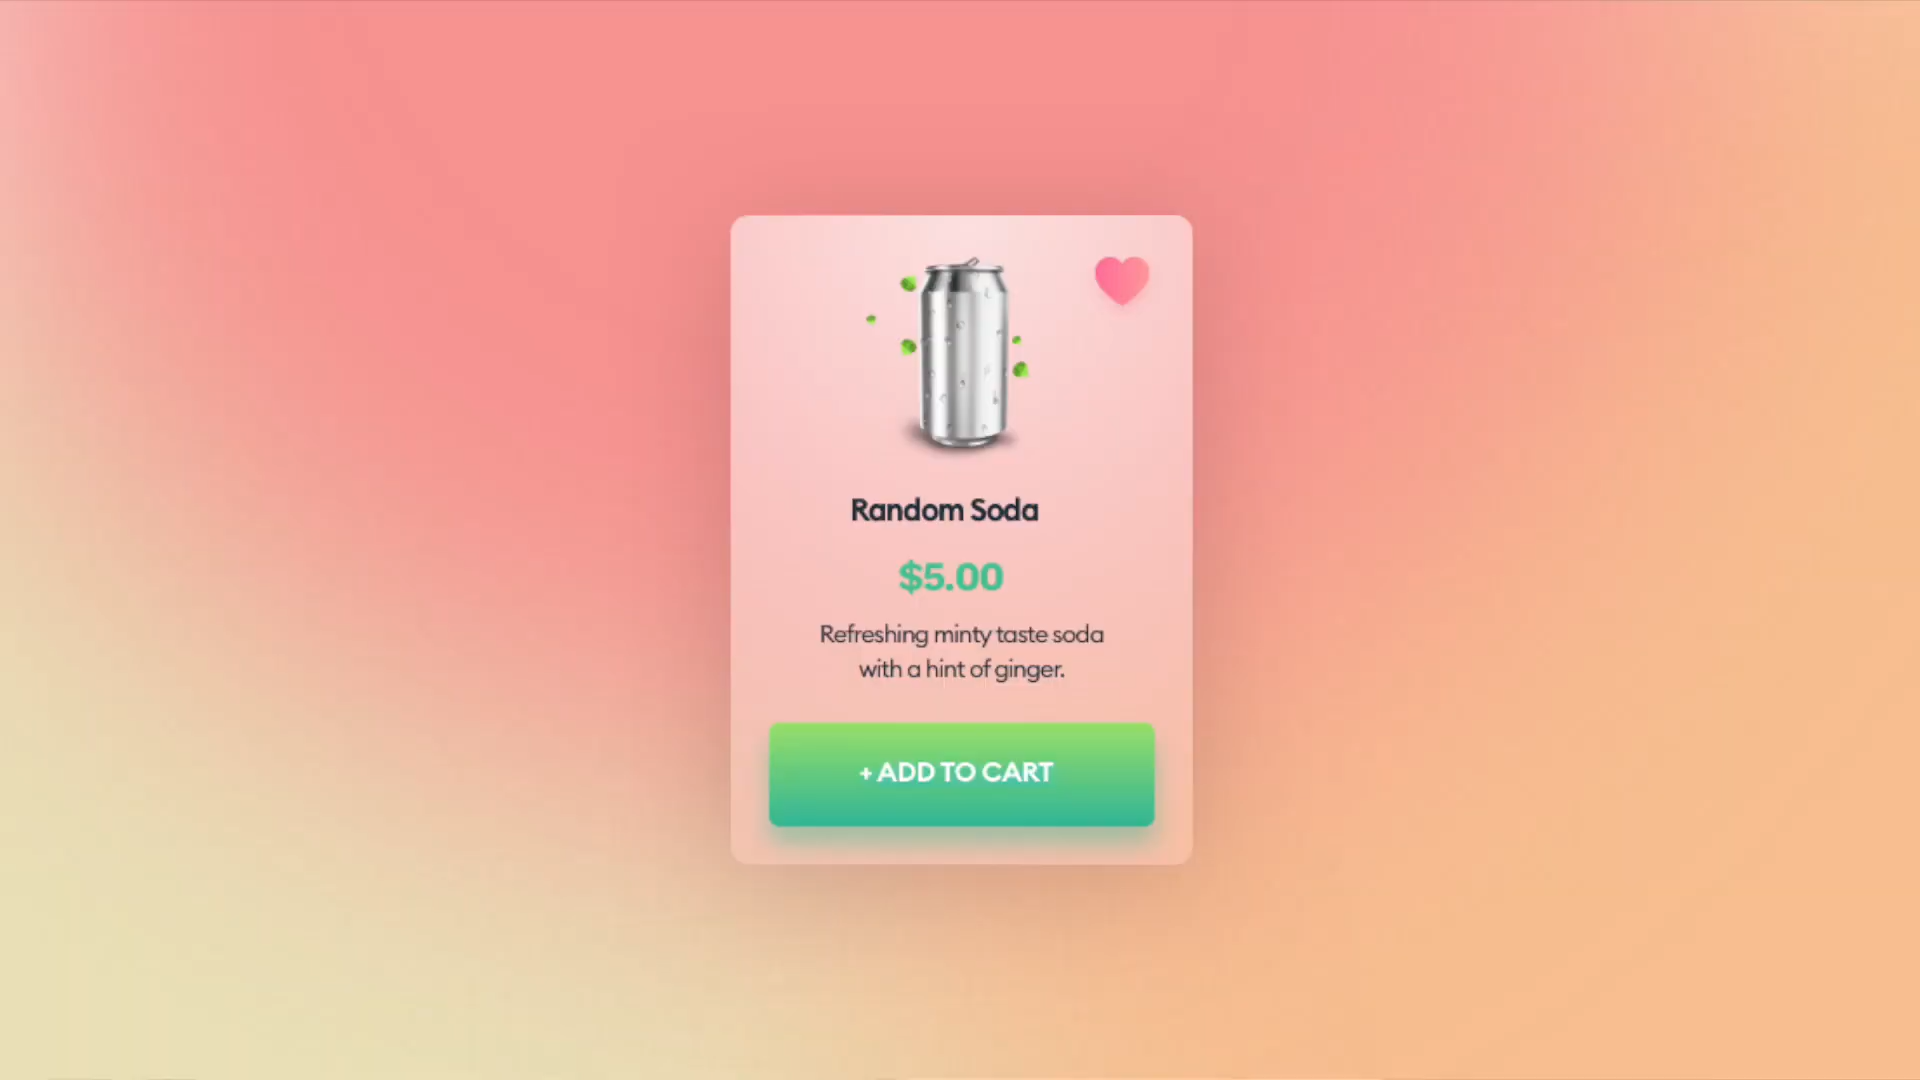 Random Soda
$5.00
Refreshing minty taste soda
with a hint of ginger.
+ ADD TO CART